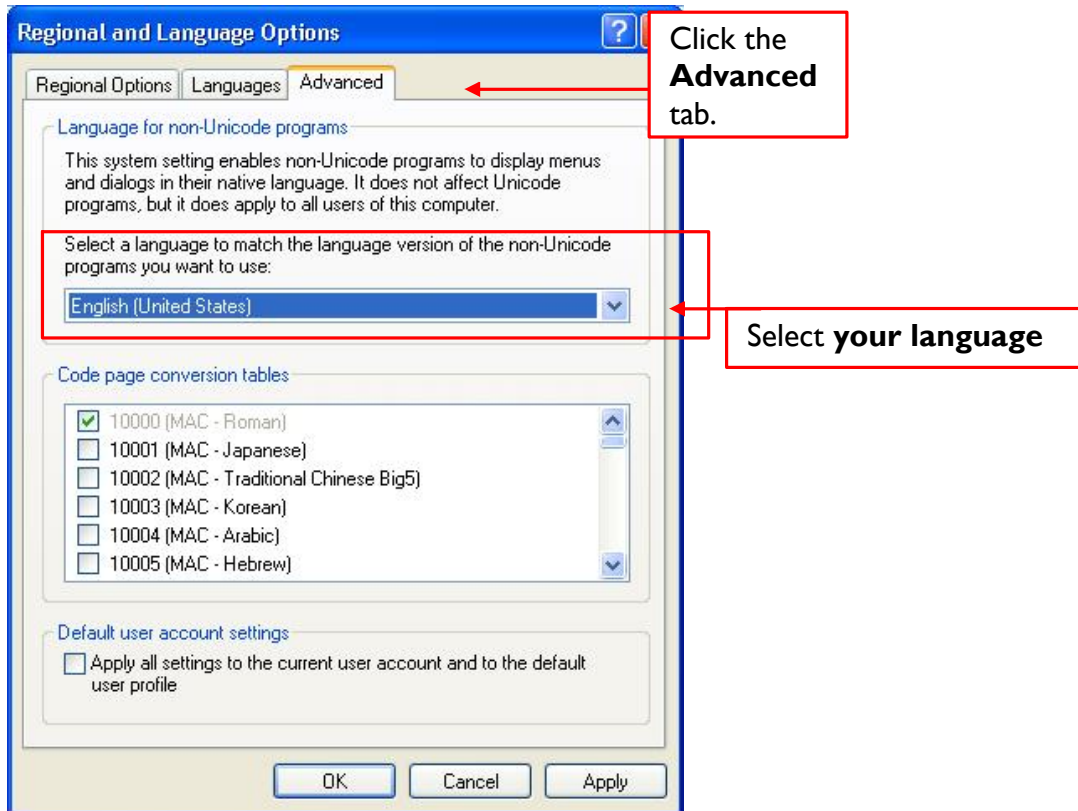 Regional and Language Options
Click the
Advanced
tab.
Regional Options Languages Advanced
Language for non-Unicode programs
This system setting enables non-Unicode programs to display menus
and dialogs in their native language. It does not affect Unicode
programs, but it does apply to all users of this computer.
Select a language to match the language version of the non-Unicode
programs you want to use:
English (United States)
Select your language
Code page conversion tables
10000 (MAC - Roman)
10001 (MAC - Japanese)
10002 (MAC - Traditional Chinese Big5)
10003 (MAC - Korean)
10004 (MAC - Arabic)
10005 (MAC - Hebrew)
Default user account settings
Apply all settings to the current user account and to the default
user profile
OK Cancel Apply